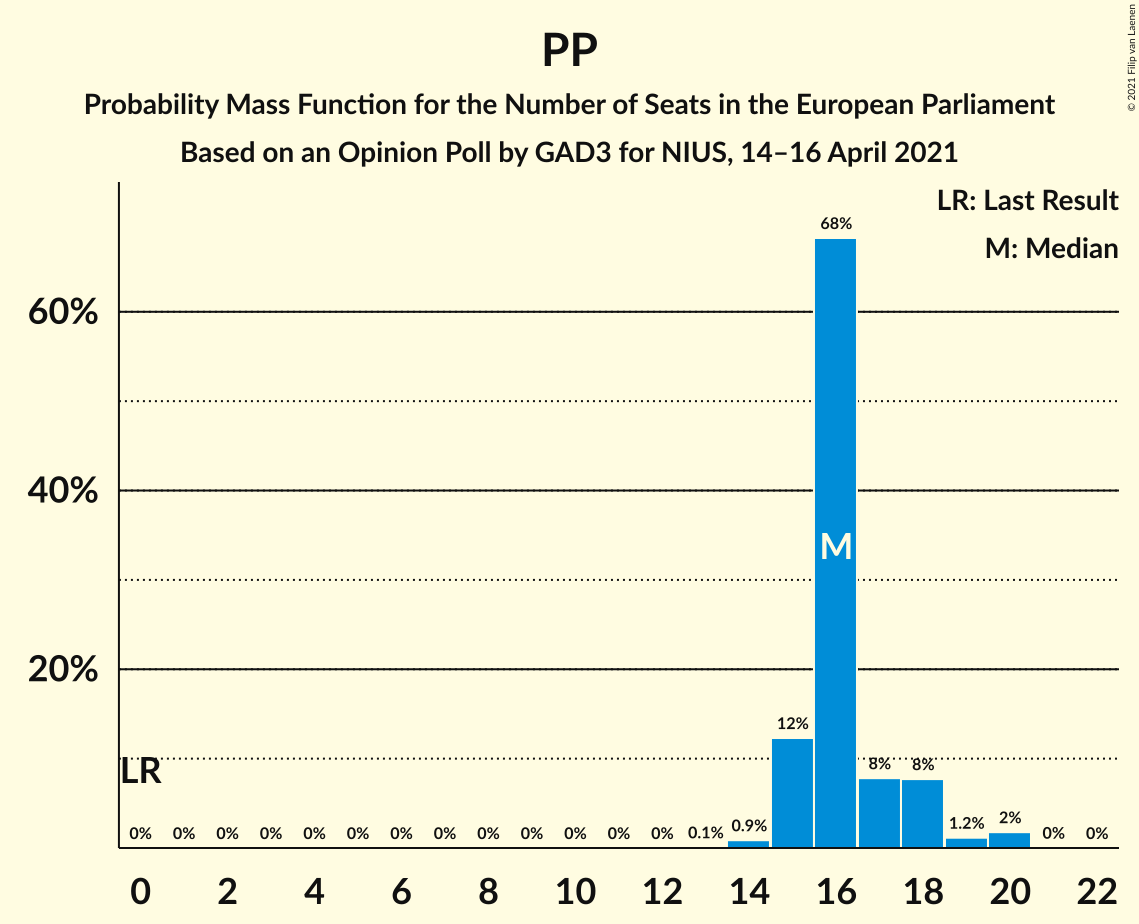 PP
Probability Mass Function for the Number of Seats in the European Parliament
Based on an Opinion Poll by GAD3 for NIUS, 14–16 April 2021
© 2021 Filip van Laenen
LR: Last Result
M: Median
68%
60%
40%
M
20%
12%
LR
8%
8%
0%
0%
0%
0%
0%
0%
0%
0%
0%
0%
0%
0%
0%
0.1%
0.9%
1.2%
2%
0%
0%
0 2 4 6 8 10 12 14 16 18 20 22